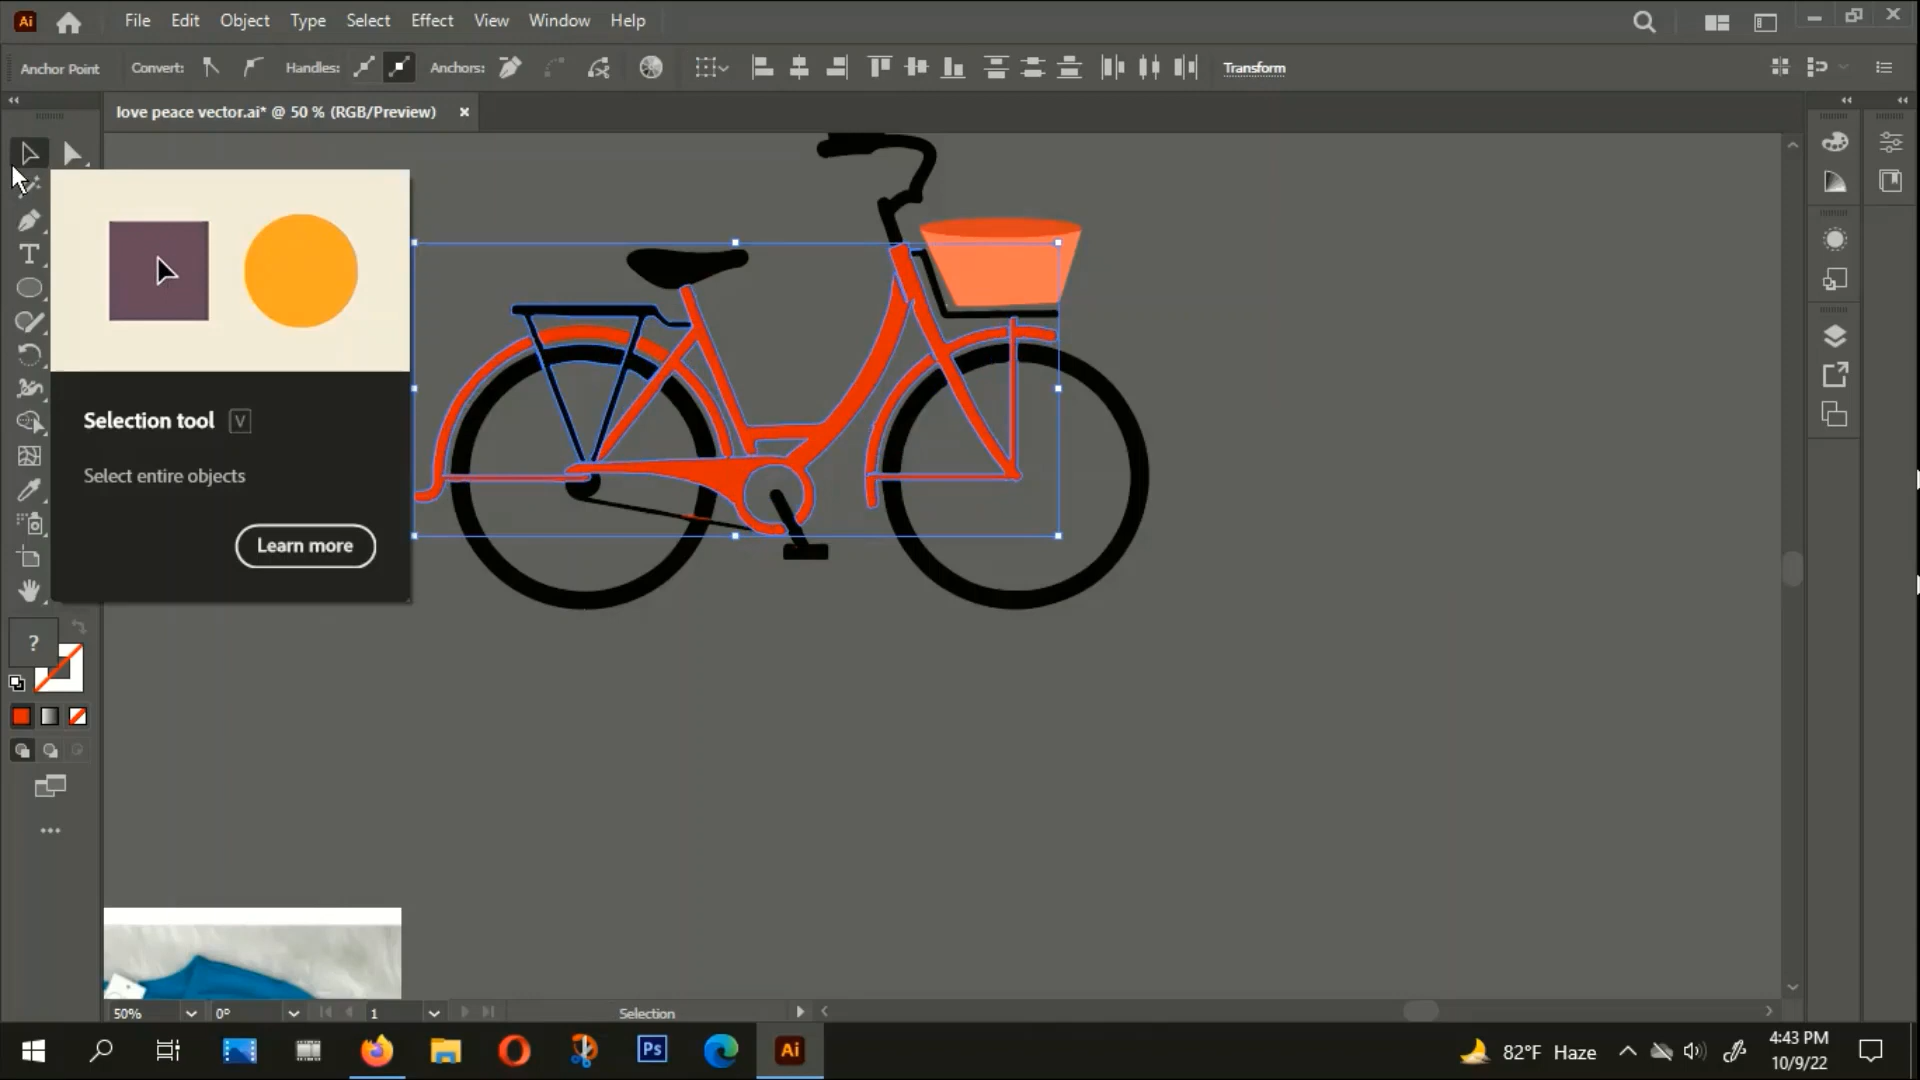 Ai File Edit Object Type Select Effect View Window Help
Anchor Point Convert: Handles: Anchors: Transform
love peace vector.ai* @ 50 % (RGB/Preview) ×
T
Selection tool V
Select entire objects
Learn more
?
50% 0° 1 Selection
Ps Ai 82°F Haze 4:43 PM
10/9/22